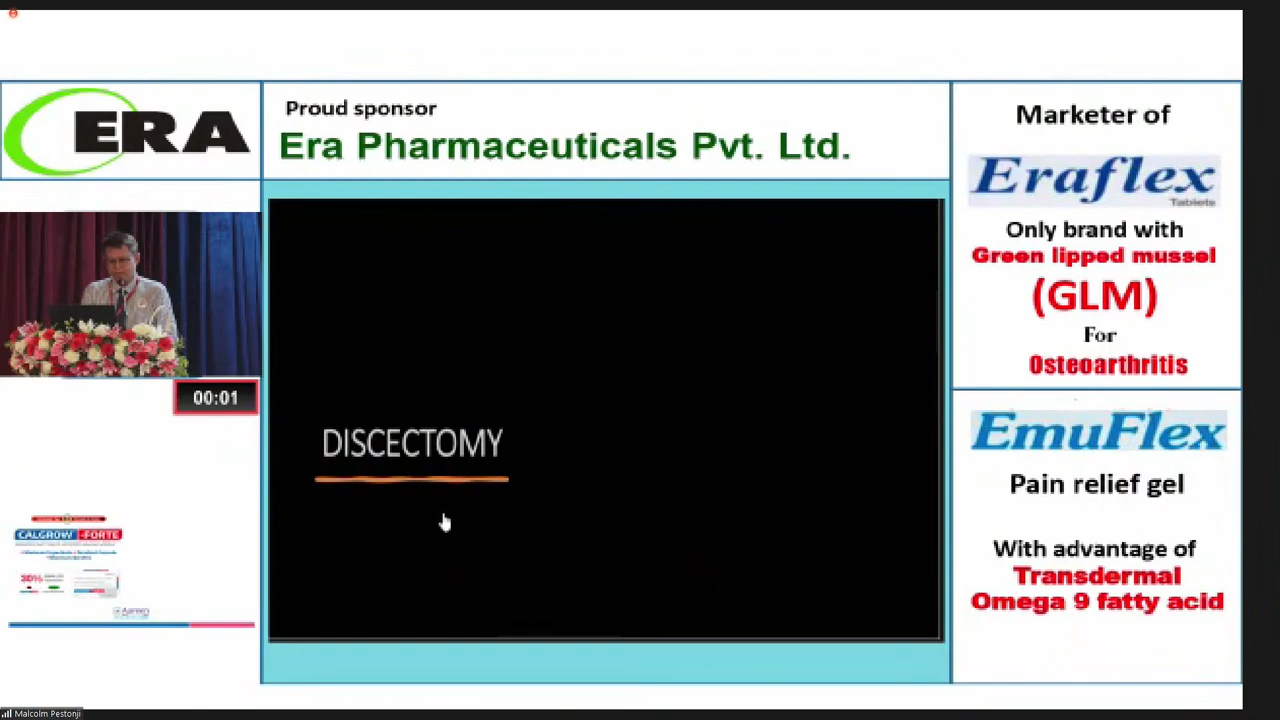 ERA
Proud sponsor
Era Pharmaceuticals Pvt. Ltd.
Marketer of
Eraflex
Tablets
Only brand with
Green lipped mussel
(GLM)
For
Osteoarthritis
00:01
DISCECTOMY
EmuFlex
Pain relief gel
With advantage of
Transdermal
Omega 9 fatty acid
CALGROW-FORTE
30%
Malcolm Pestonji